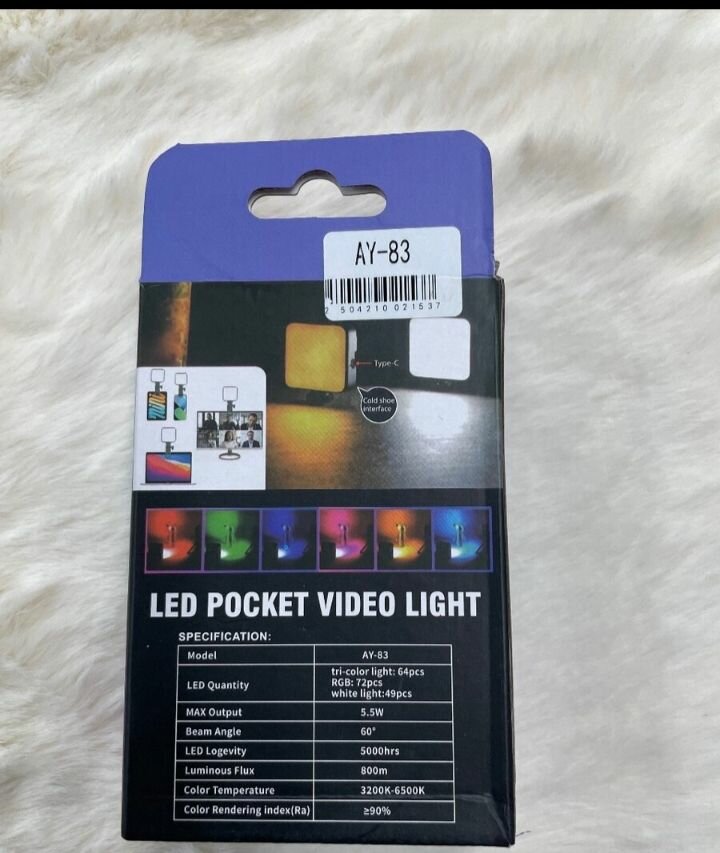 AY-83
2 504210 021537
Type-C
Cold shoe
interface
mini
LED POCKET VIDEO LIGHT
SPECIFICATION:
Model AY-83
LED Quantity tri-color light: 64pcs
RGB: 72pcs
white light:49pcs
MAX Output 5.5W
Beam Angle 60°
LED Logevity 5000hrs
Luminous Flux 800m
Color Temperature 3200K-6500K
Color Rendering index(Ra) ≥90%